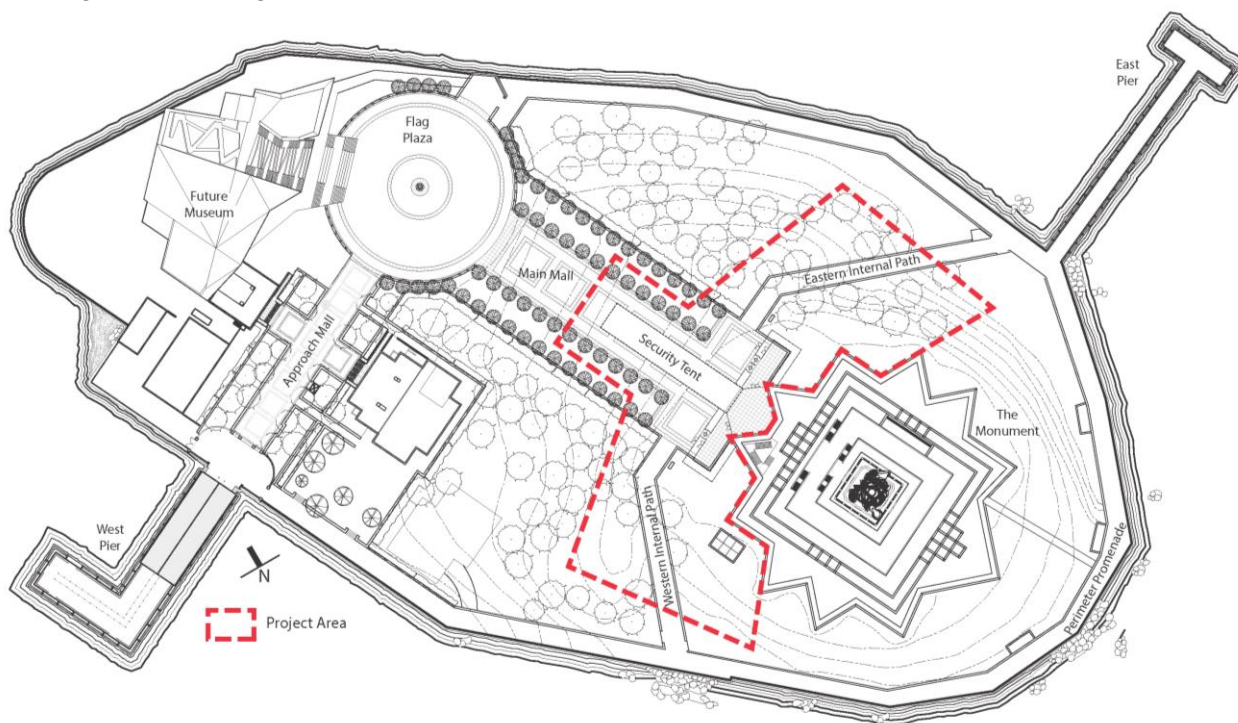 East
Pier
Flag
Plaza
Future
Museum
Main Mall
Eastern Internal Path
Security Tent
Approach Mall
The
Monument
West
Pier
Western Internal Path
Perimeter Promenade
N
Project Area